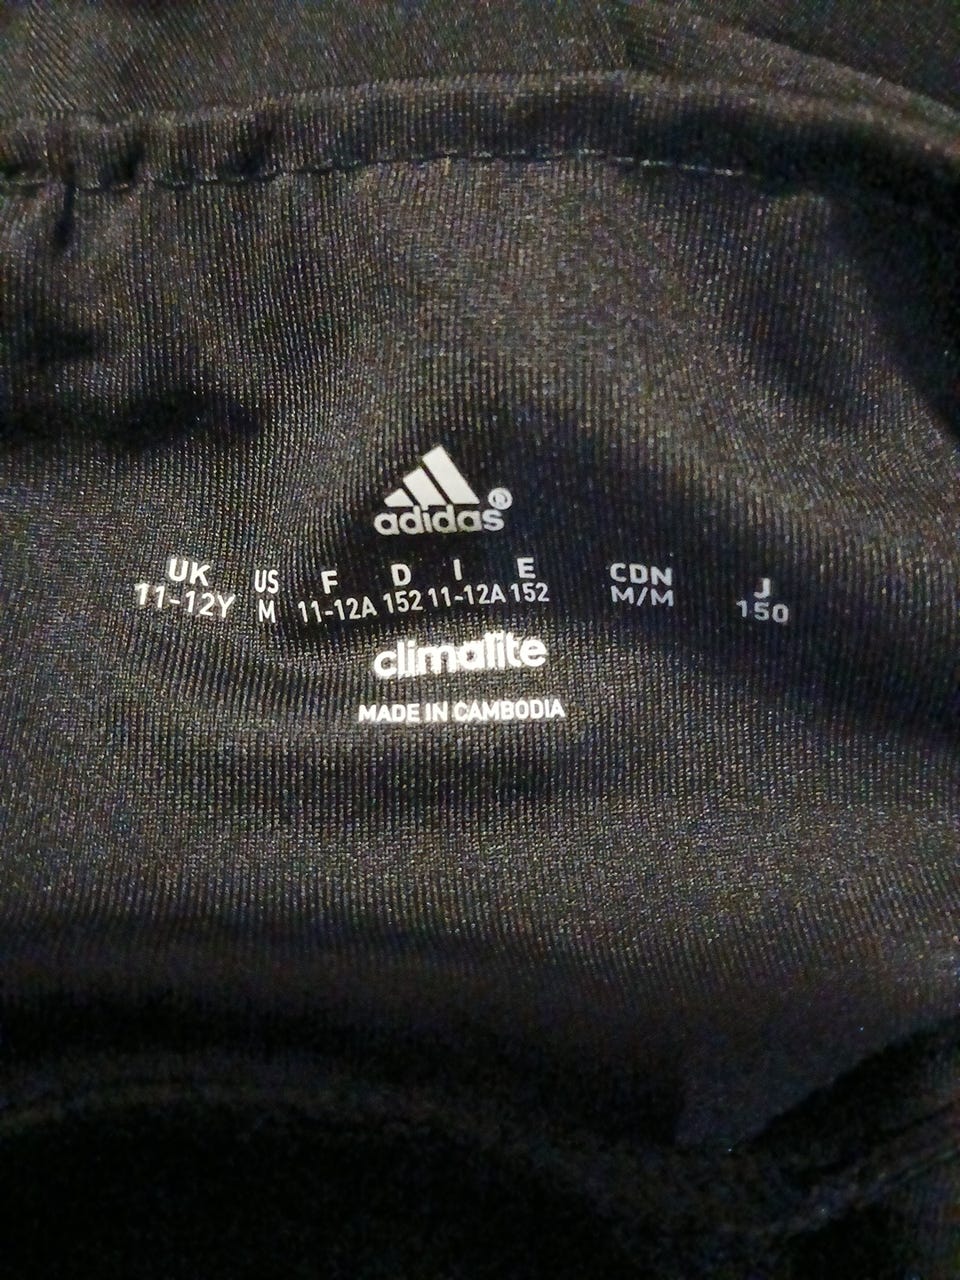 adidas®
UK US F D I E CDN J
11-12Y M 11-12A 152 11-12A 152 M/M 150
climalite
MADE IN CAMBODIA